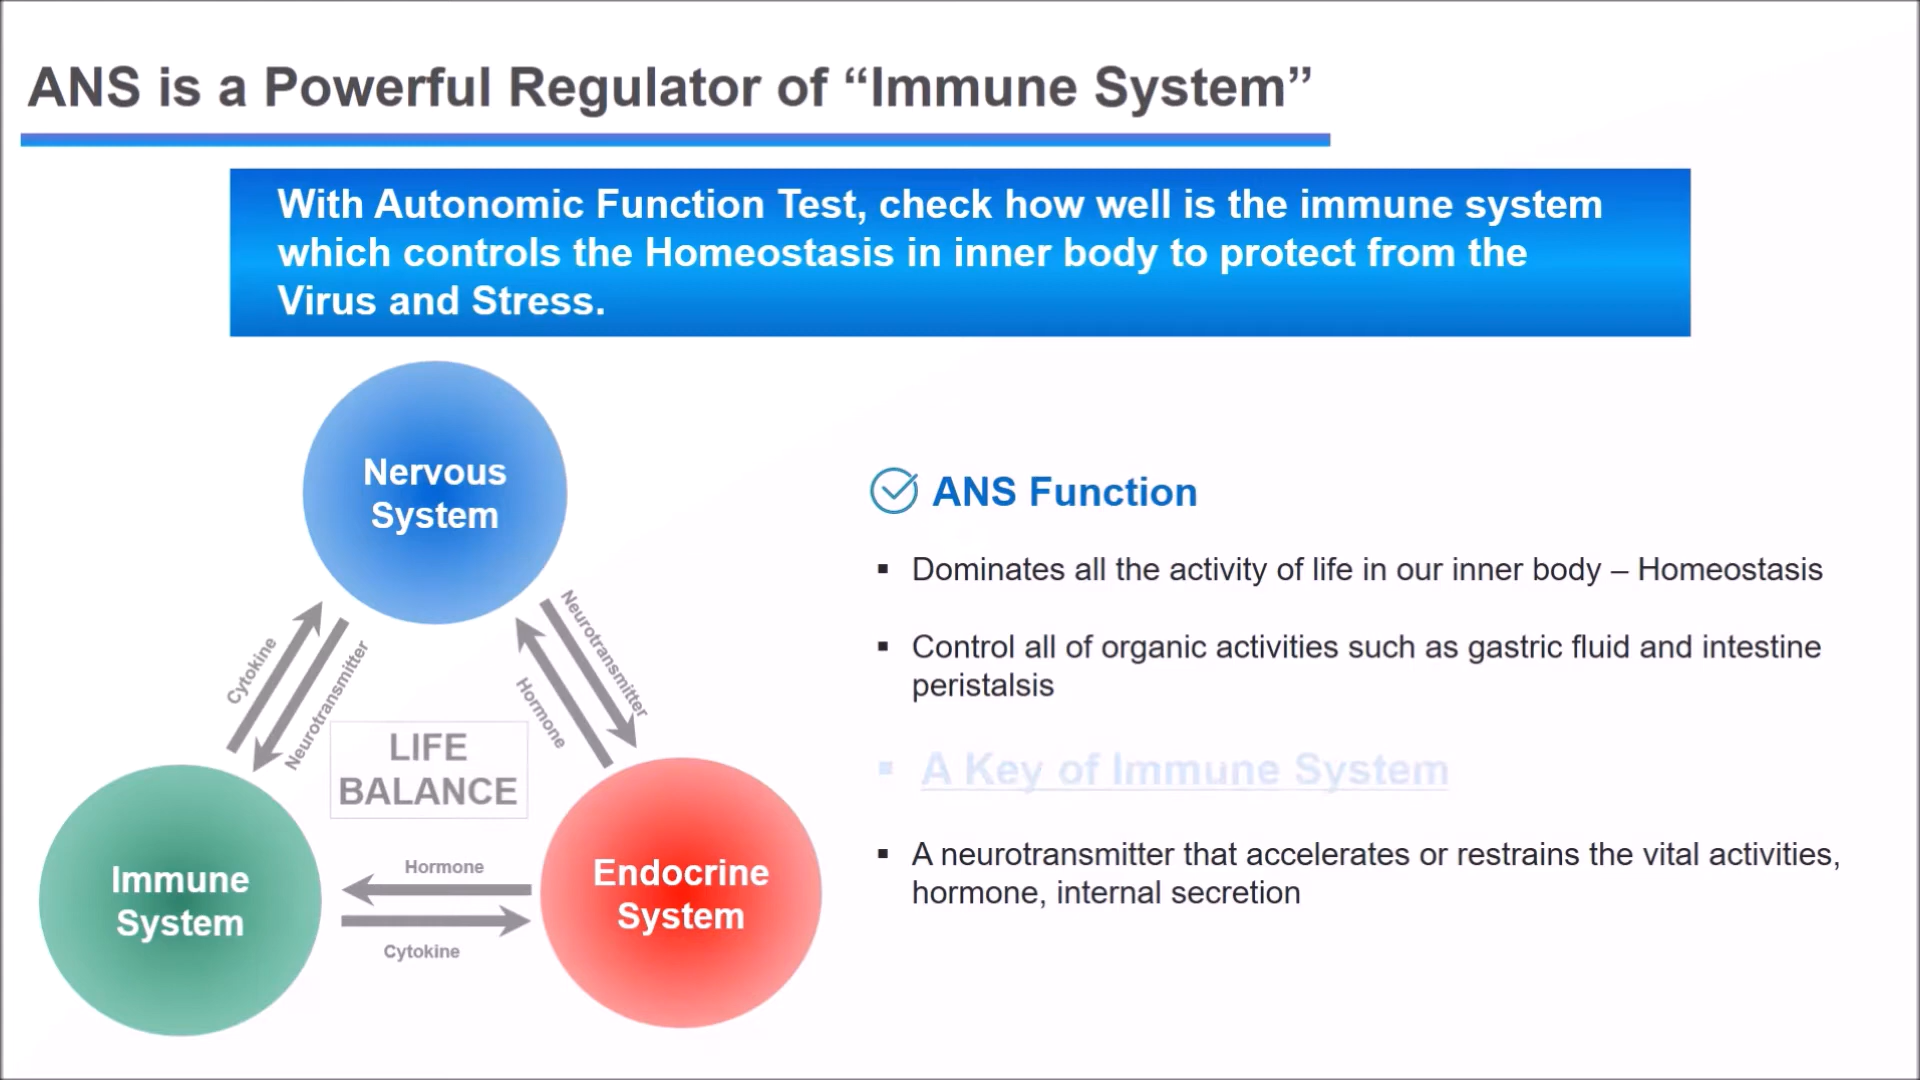 ANS is a Powerful Regulator of “Immune System”
With Autonomic Function Test, check how well is the immune system
which controls the Homeostasis in inner body to protect from the
Virus and Stress.
Nervous
System
Cytokine
Neurotransmitter
Neurotransmitter
Hormone
LIFE
BALANCE
Immune
System
Hormone
Cytokine
Endocrine
System
ANS Function
▪ Dominates all the activity of life in our inner body – Homeostasis
▪ Control all of organic activities such as gastric fluid and intestine
peristalsis
▪ A Key of Immune System
▪ A neurotransmitter that accelerates or restrains the vital activities,
hormone, internal secretion